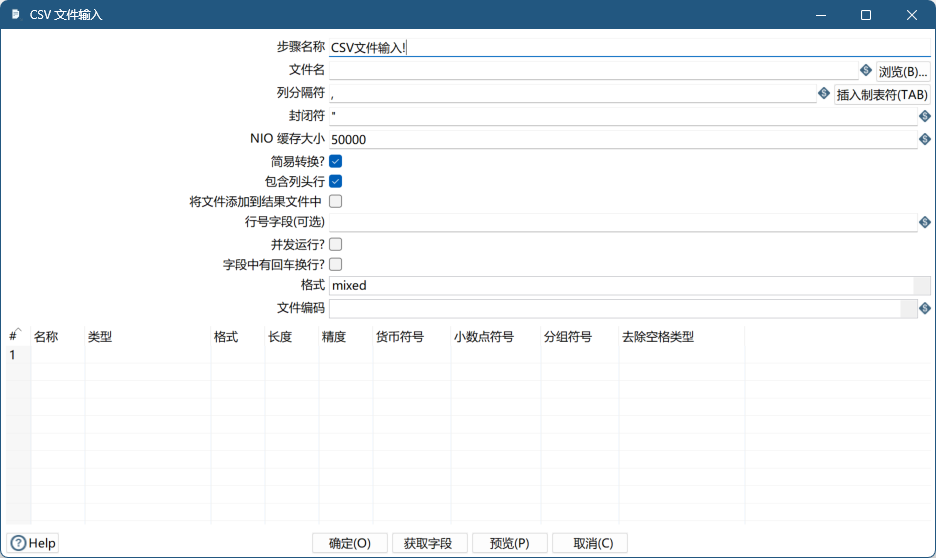 CSV 文件输入
步骤名称 CSV文件输入!
文件名 浏览(B)...
列分隔符 , 插入制表符(TAB)
封闭符 "
NIO 缓存大小 50000
简易转换?
包含列头行
将文件添加到结果文件中
行号字段(可选)
并发运行?
字段中有回车换行?
格式 mixed
文件编码
# 名称 类型 格式 长度 精度 货币符号 小数点符号 分组符号 去除空格类型
1
Help 确定(O) 获取字段 预览(P) 取消(C)